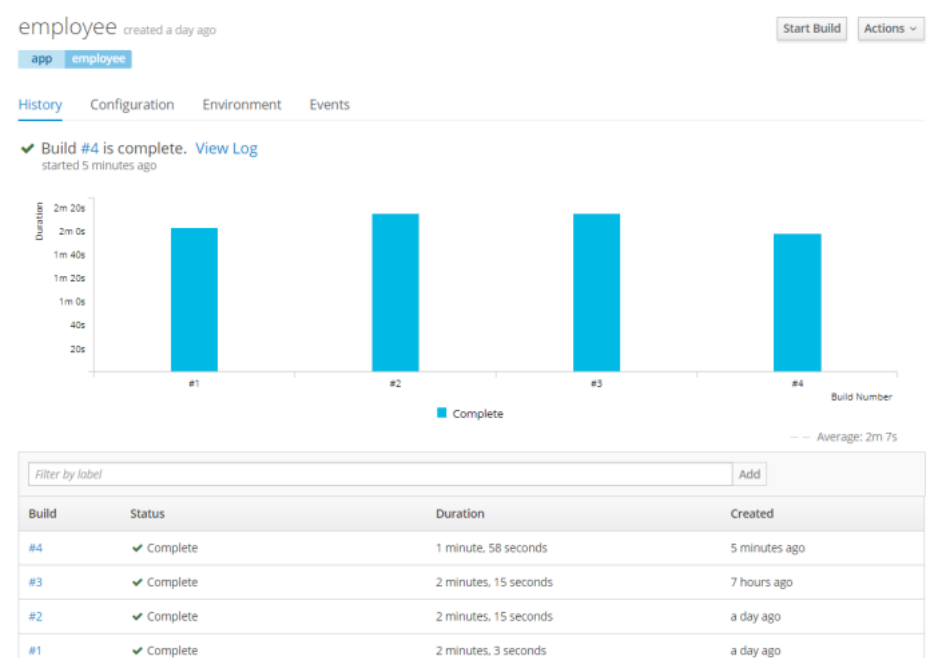 employee created a day ago
Start Build
Actions
app employee
History Configuration Environment Events
Build #4 is complete. View Log
started 5 minutes ago
Duration
2m 20s
2m 0s
1m 40s
1m 20s
1m 0s
40s
20s
#1 #2 #3 #4
Build Number
Complete
Average: 2m 7s
Filter by label Add
Build Status Duration Created
#4 Complete 1 minute, 58 seconds 5 minutes ago
#3 Complete 2 minutes, 15 seconds 7 hours ago
#2 Complete 2 minutes, 15 seconds a day ago
#1 Complete 2 minutes, 3 seconds a day ago